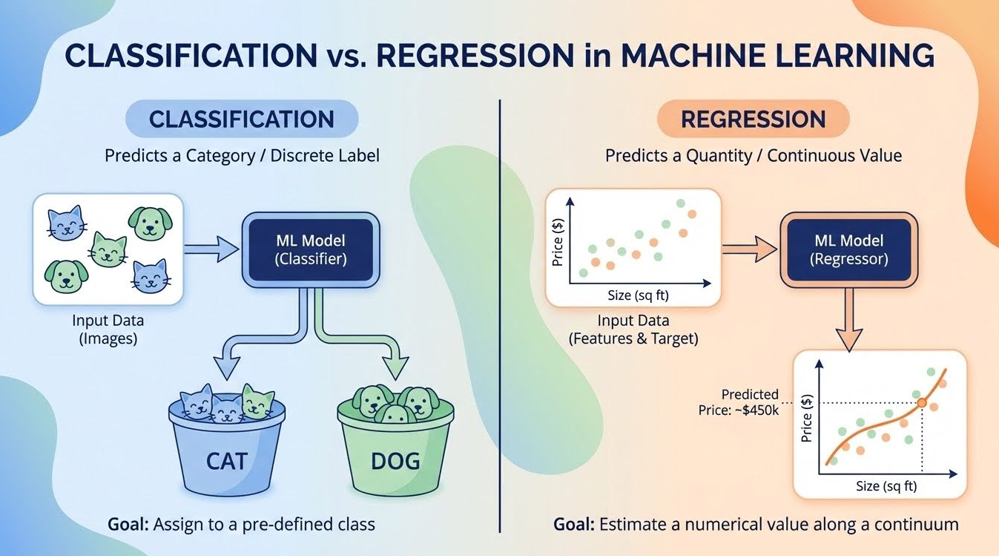 CLASSIFICATION vs. REGRESSION in MACHINE LEARNING
CLASSIFICATION
Predicts a Category / Discrete Label
ML Model
(Classifier)
Input Data
(Images)
CAT
DOG
Goal: Assign to a pre-defined class
REGRESSION
Predicts a Quantity / Continuous Value
Price ($)
Size (sq ft)
Input Data
(Features & Target)
ML Model
(Regressor)
Predicted
Price: ~$450k
Price ($)
Size (sq ft)
Goal: Estimate a numerical value along a continuum